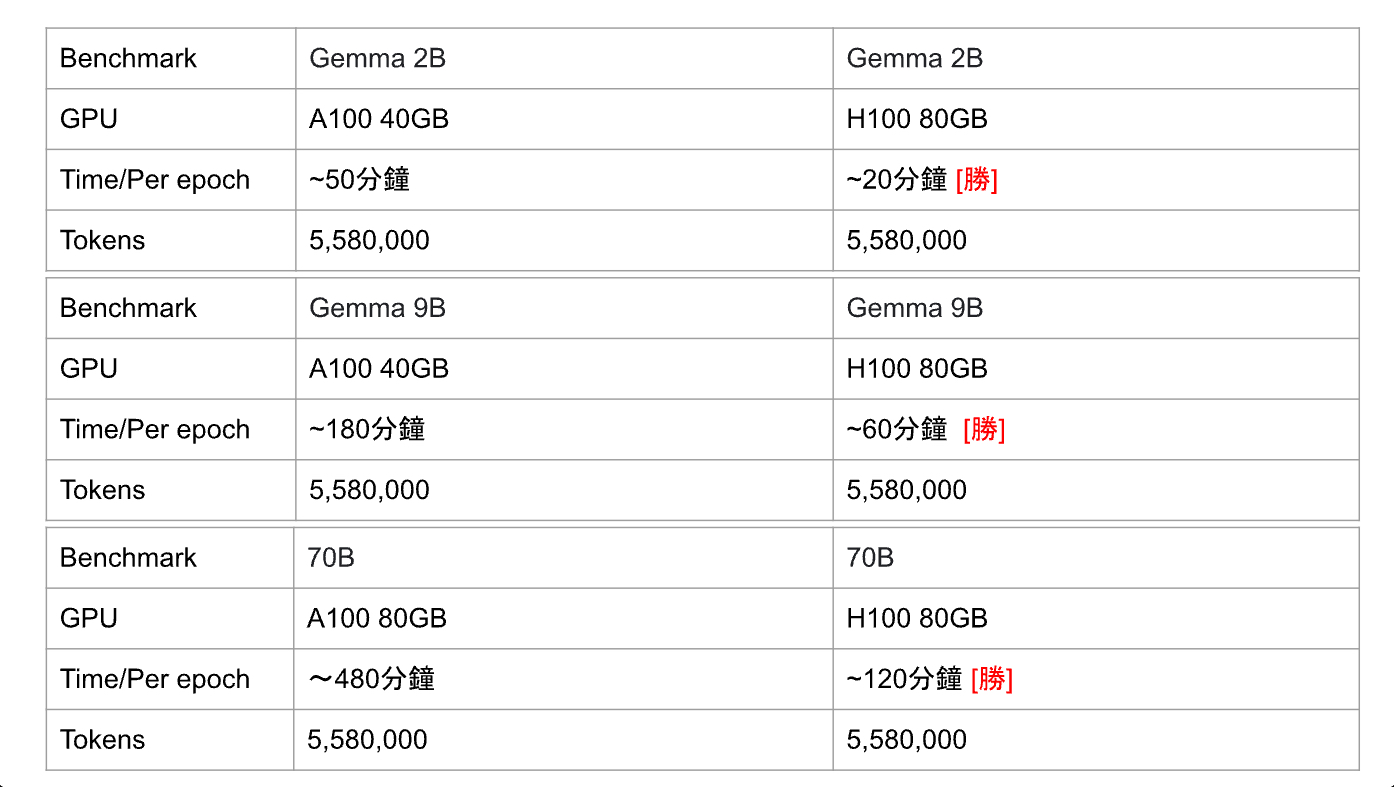 Benchmark Gemma 2B Gemma 2B
GPU A100 40GB H100 80GB
Time/Per epoch ~50分鐘 ~20分鐘 [勝]
Tokens 5,580,000 5,580,000
Benchmark Gemma 9B Gemma 9B
GPU A100 40GB H100 80GB
Time/Per epoch ~180分鐘 ~60分鐘 [勝]
Tokens 5,580,000 5,580,000
Benchmark 70B 70B
GPU A100 80GB H100 80GB
Time/Per epoch ～480分鐘 ~120分鐘 [勝]
Tokens 5,580,000 5,580,000